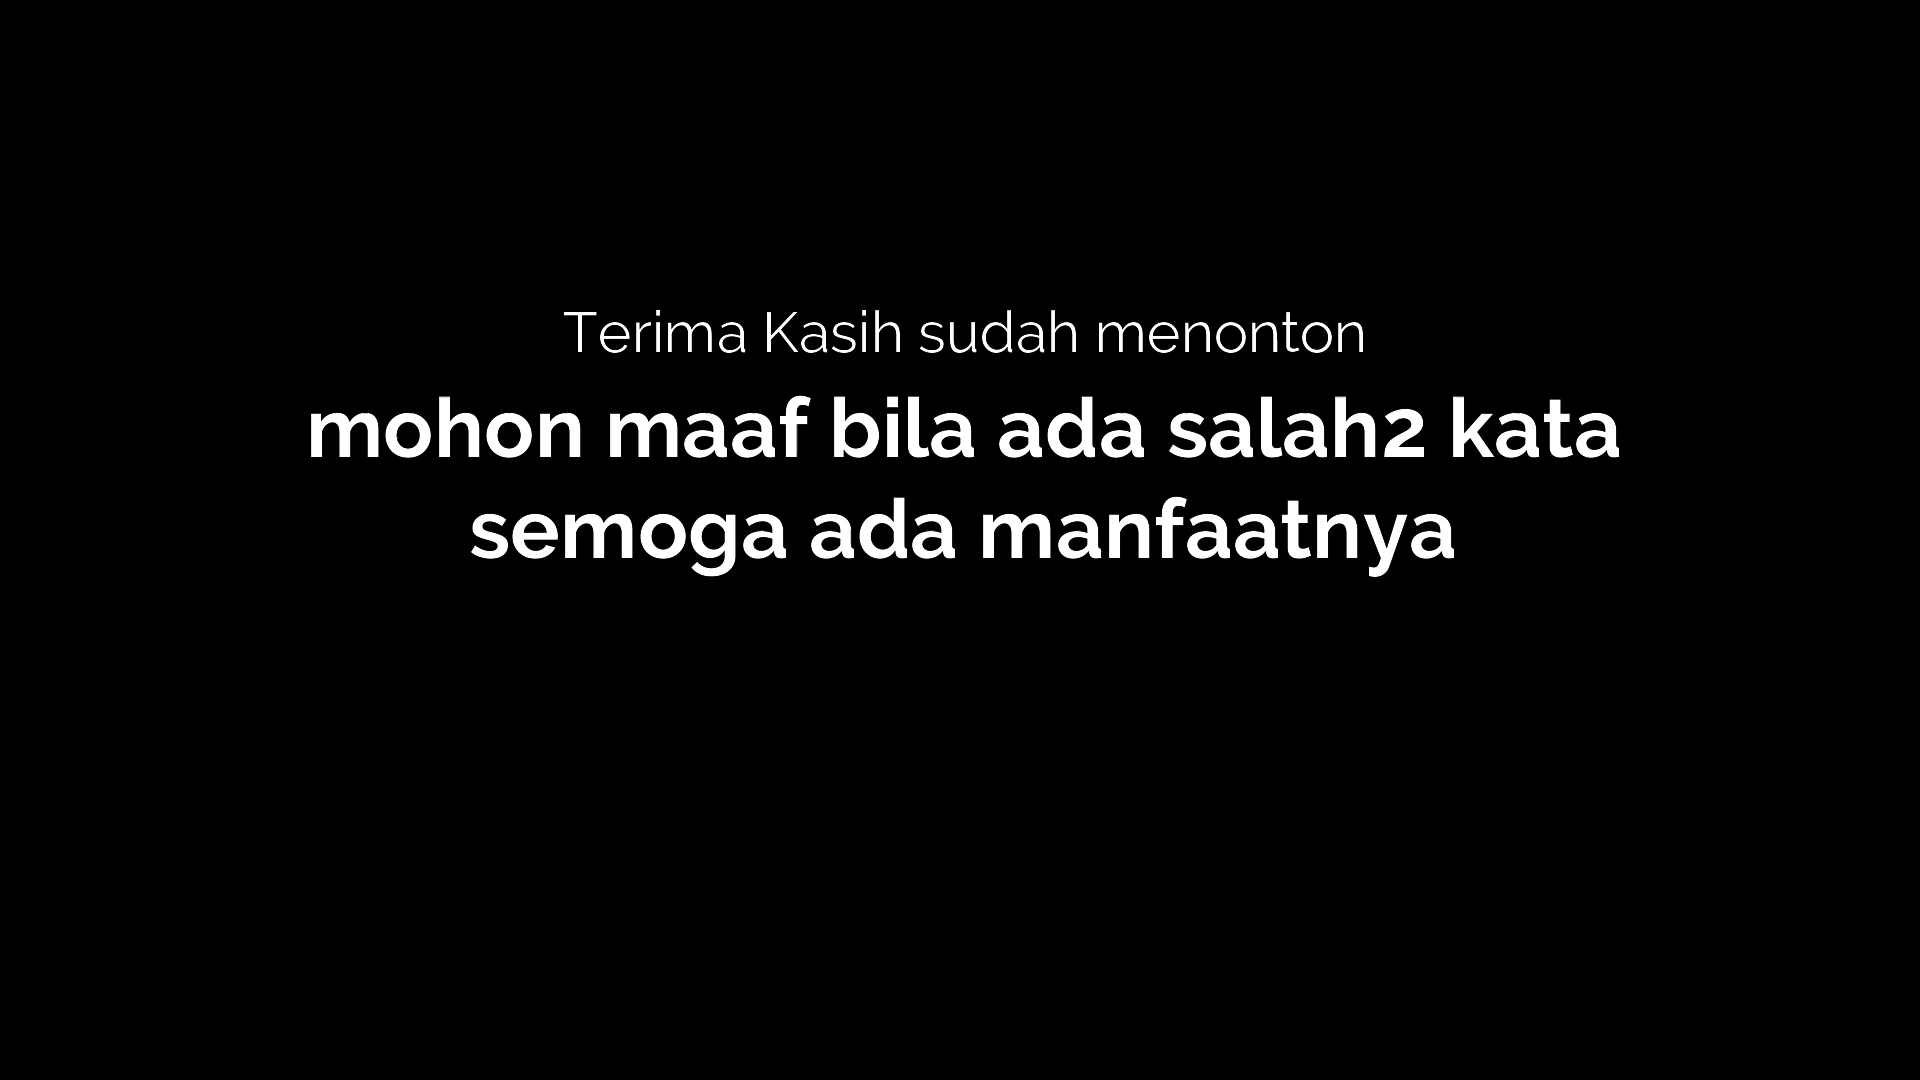 Terima Kasih sudah menonton
mohon maaf bila ada salah2 kata
semoga ada manfaatnya